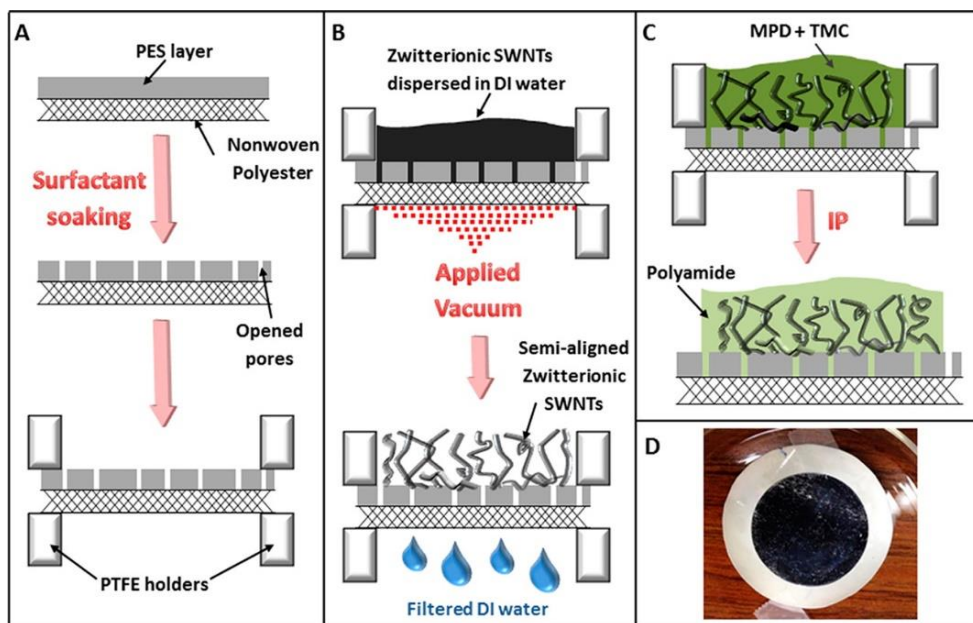 A
PES layer
Nonwoven
Polyester
Surfactant
soaking
Opened
pores
PTFE holders
B
Zwitterionic SWNTs
dispersed in DI water
Applied
Vacuum
Semi-aligned
Zwitterionic
SWNTs
Filtered DI water
C
MPD + TMC
IP
Polyamide
D